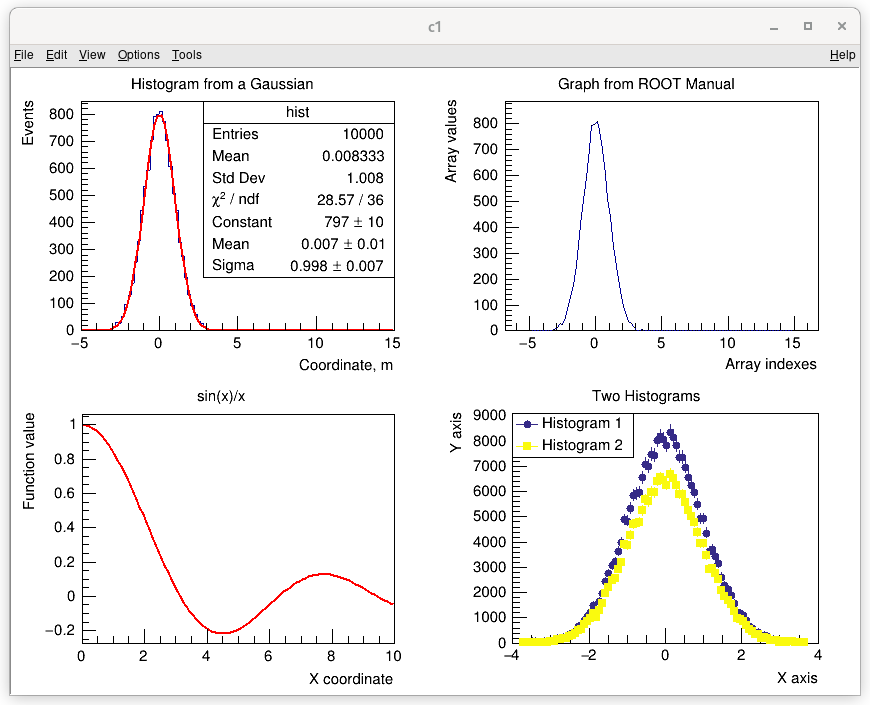 c1
File Edit View Options Tools Help
Histogram from a Gaussian
Events
800
700
600
500
400
300
200
100
0
−5 0 5 10 15
Coordinate, m
hist
Entries 10000
Mean 0.008333
Std Dev 1.008
χ² / ndf 28.57 / 36
Constant 797 ± 10
Mean 0.007 ± 0.01
Sigma 0.998 ± 0.007
Graph from ROOT Manual
Array values
800
700
600
500
400
300
200
100
0
−5 0 5 10 15
Array indexes
sin(x)/x
Function value
1
0.8
0.6
0.4
0.2
0
−0.2
0 2 4 6 8 10
X coordinate
Two Histograms
Y axis
9000
8000
7000
6000
5000
4000
3000
2000
1000
0
−4 −2 0 2 4
X axis
Histogram 1
Histogram 2